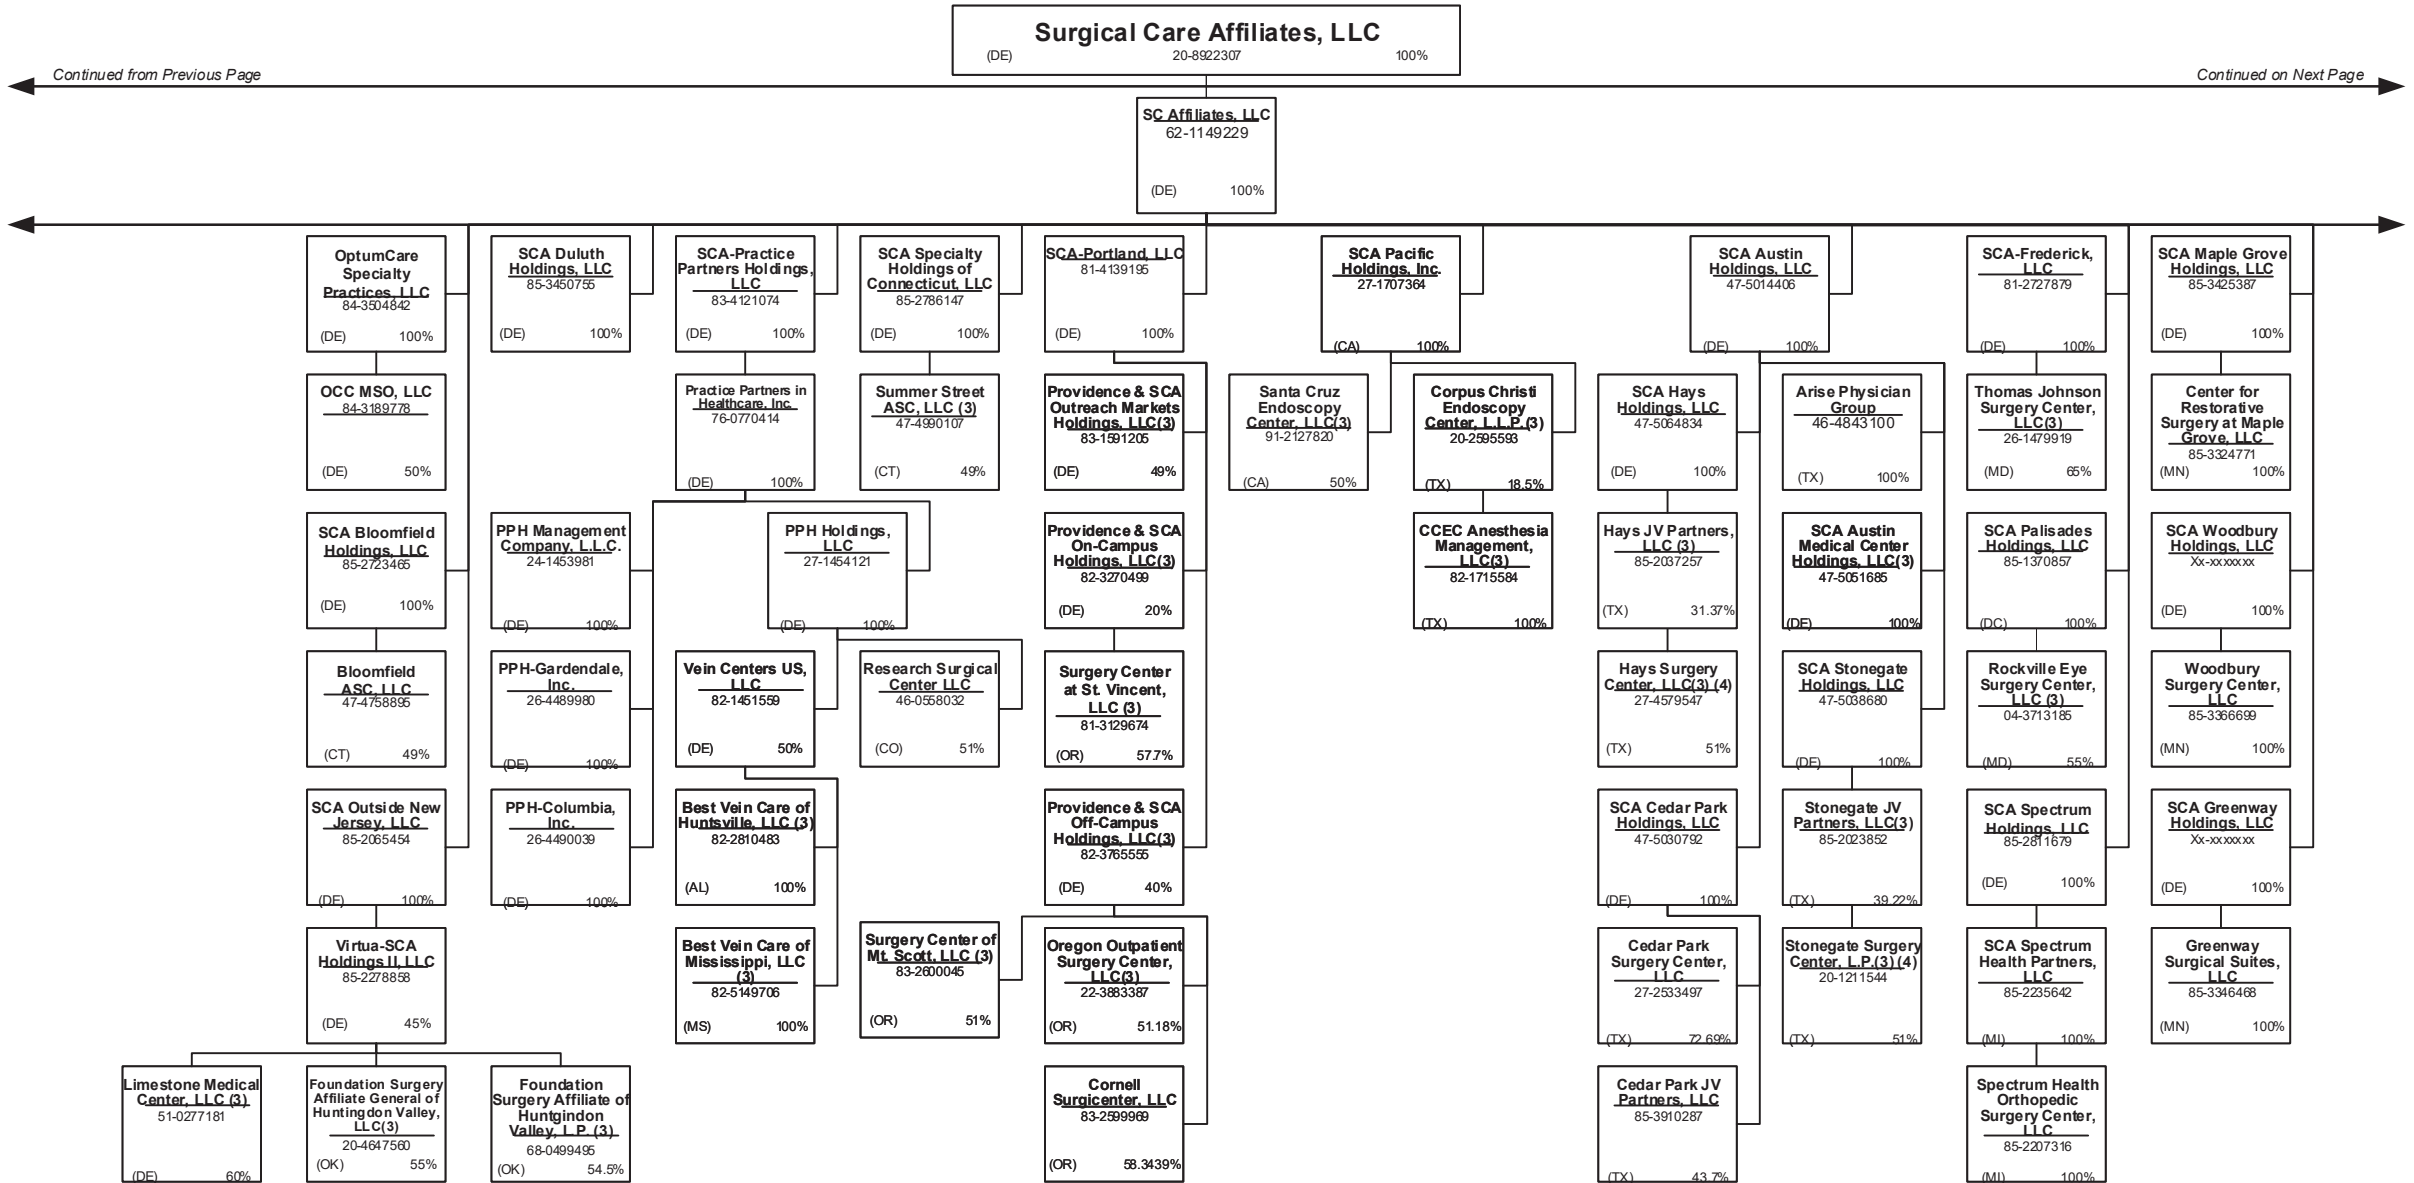 Surgical Care Affiliates, LLC
(DE) 20-8922307 100%
Continued from Previous Page
Continued on Next Page
SC Affiliates, LLC
62-1149229
(DE) 100%
OptumCare
Specialty
Practices, LLC
84-3504842
(DE) 100%
SCA Duluth
Holdings, LLC
85-3450755
(DE) 100%
SCA-Practice
Partners Holdings,
LLC
83-4121074
(DE) 100%
SCA Specialty
Holdings of
Connecticut, LLC
85-2786147
(DE) 100%
SCA-Portland, LLC
81-4139195
(DE) 100%
SCA Pacific
Holdings, Inc.
27-1707364
(CA) 100%
SCA Austin
Holdings, LLC
47-5014406
(DE) 100%
SCA-Frederick,
LLC
81-2727879
(DE) 100%
SCA Maple Grove
Holdings, LLC
85-3425387
(DE) 100%
OCC MSO, LLC
84-3189778
(DE) 50%
Practice Partners in
Healthcare, Inc.
76-0770414
(DE) 100%
Summer Street
ASC, LLC (3)
47-4990107
(CT) 49%
Providence & SCA
Outreach Markets
Holdings, LLC(3)
83-1591205
(DE) 49%
Santa Cruz
Endoscopy
Center, LLC(3)
91-2127820
(CA) 50%
Corpus Christi
Endoscopy
Center, L.L.P.(3)
20-2595593
(TX) 18.5%
SCA Hays
Holdings, LLC
47-5064834
(DE) 100%
Arise Physician
Group
46-4843100
(TX) 100%
Thomas Johnson
Surgery Center,
LLC(3)
26-1479919
(MD) 65%
Center for
Restorative
Surgery at Maple
Grove, LLC
85-3324771
(MN) 100%
SCA Bloomfield
Holdings, LLC
85-2723465
(DE) 100%
PPH Management
Company, L.L.C.
24-1453981
(DE) 100%
PPH Holdings,
LLC
27-1454121
(DE) 100%
Providence & SCA
On-Campus
Holdings, LLC(3)
82-3270499
(DE) 20%
CCEC Anesthesia
Management,
LLC(3)
82-1715584
(TX) 100%
Hays JV Partners,
LLC (3)
85-2037257
(TX) 31.37%
SCA Austin
Medical Center
Holdings, LLC(3)
47-5051685
(DE) 100%
SCA Palisades
Holdings, LLC
85-1370857
(DC) 100%
SCA Woodbury
Holdings, LLC
Xx-xxxxxxx
(DE) 100%
Bloomfield
ASC, LLC
47-4758895
(CT) 49%
PPH-Gardendale,
Inc.
26-4489980
(DE) 100%
Vein Centers US,
LLC
82-1451559
(DE) 50%
Research Surgical
Center LLC
46-0558032
(CO) 51%
Surgery Center
at St. Vincent,
LLC (3)
81-3129674
(OR) 57.7%
Hays Surgery
Center, LLC(3) (4)
27-4579547
(TX) 51%
SCA Stonegate
Holdings, LLC
47-5038680
(DE) 100%
Rockville Eye
Surgery Center,
LLC (3)
04-3713185
(MD) 55%
Woodbury
Surgery Center,
LLC
85-3366699
(MN) 100%
SCA Outside New
Jersey, LLC
85-2065454
(DE) 100%
PPH-Columbia,
Inc.
26-4490039
(DE) 100%
Best Vein Care of
Huntsville, LLC (3)
82-2810483
(AL) 100%
Providence & SCA
Off-Campus
Holdings, LLC(3)
82-3765555
(DE) 40%
SCA Cedar Park
Holdings, LLC
47-5030792
(DE) 100%
Stonegate JV
Partners, LLC(3)
85-2023852
(TX) 39.22%
SCA Spectrum
Holdings, LLC
85-2811679
(DE) 100%
SCA Greenway
Holdings, LLC
Xx-xxxxxxx
(DE) 100%
Virtua-SCA
Holdings II, LLC
85-2278858
(DE) 45%
Best Vein Care of
Mississippi, LLC
(3)
82-5149706
(MS) 100%
Surgery Center of
Mt. Scott, LLC (3)
83-2600045
(OR) 51%
Oregon Outpatient
Surgery Center,
LLC(3)
22-3883387
(OR) 51.18%
Cedar Park
Surgery Center,
LLC
27-2533497
(TX) 72.69%
Stonegate Surgery
Center, L.P.(3) (4)
20-1211544
(TX) 51%
SCA Spectrum
Health Partners,
LLC
85-2235642
(MI) 100%
Greenway
Surgical Suites,
LLC
85-3346468
(MN) 100%
Limestone Medical
Center, LLC (3)
51-0277181
(DE) 60%
Foundation Surgery
Affiliate General of
Huntingdon Valley,
LLC(3)
20-4647560
(OK) 55%
Foundation
Surgery Affiliate of
Huntgindon
Valley, L.P. (3)
68-0499495
(OK) 54.5%
Cornell
Surgicenter, LLC
83-2599969
(OR) 58.3439%
Cedar Park JV
Partners, LLC
85-3910287
(TX) 43.7%
Spectrum Health
Orthopedic
Surgery Center,
LLC
85-2207316
(MI) 100%